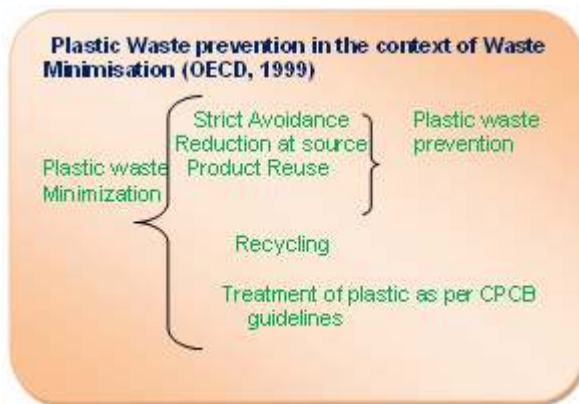 Plastic Waste prevention in the context of Waste
Minimisation (OECD, 1999)
Strict Avoidance
Reduction at source
Product Reuse
Plastic waste
prevention
Plastic waste
Minimization
Recycling
Treatment of plastic as per CPCB
guidelines